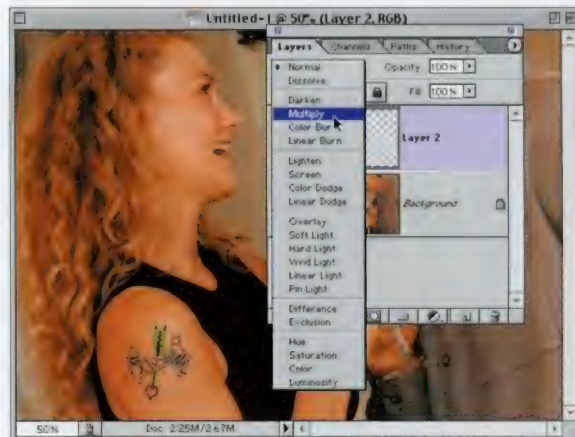 Untitled-1 @ 50% (Layer 2, RGB)
Layers Channels Paths History
Normal
Opacity: 100%
Dissolve
Darken
Fill: 100%
Multiply
Color Burn
Linear Burn
Layer 2
Lighten
Screen
Color Dodge
Linear Dodge
Background
Overlay
Soft Light
Hard Light
Vivid Light
Linear Light
Pin Light
Difference
Exclusion
Hue
Saturation
Color
Luminosity
50% Doc: 2.25M/2.67M